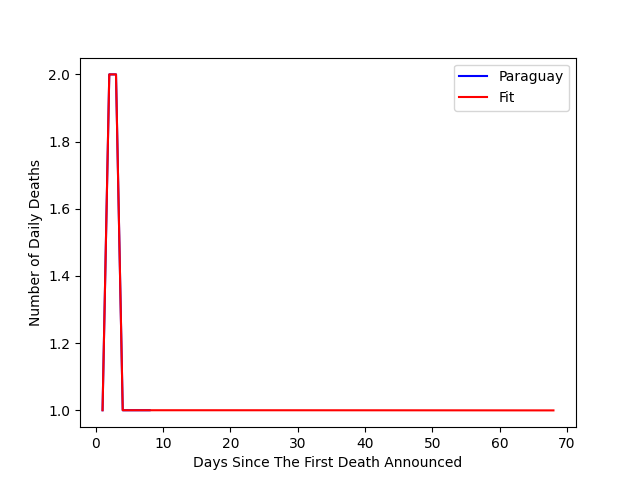 Paraguay
Fit
2.0
1.8
1.6
1.4
1.2
1.0
Number of Daily Deaths
0 10 20 30 40 50 60 70
Days Since The First Death Announced